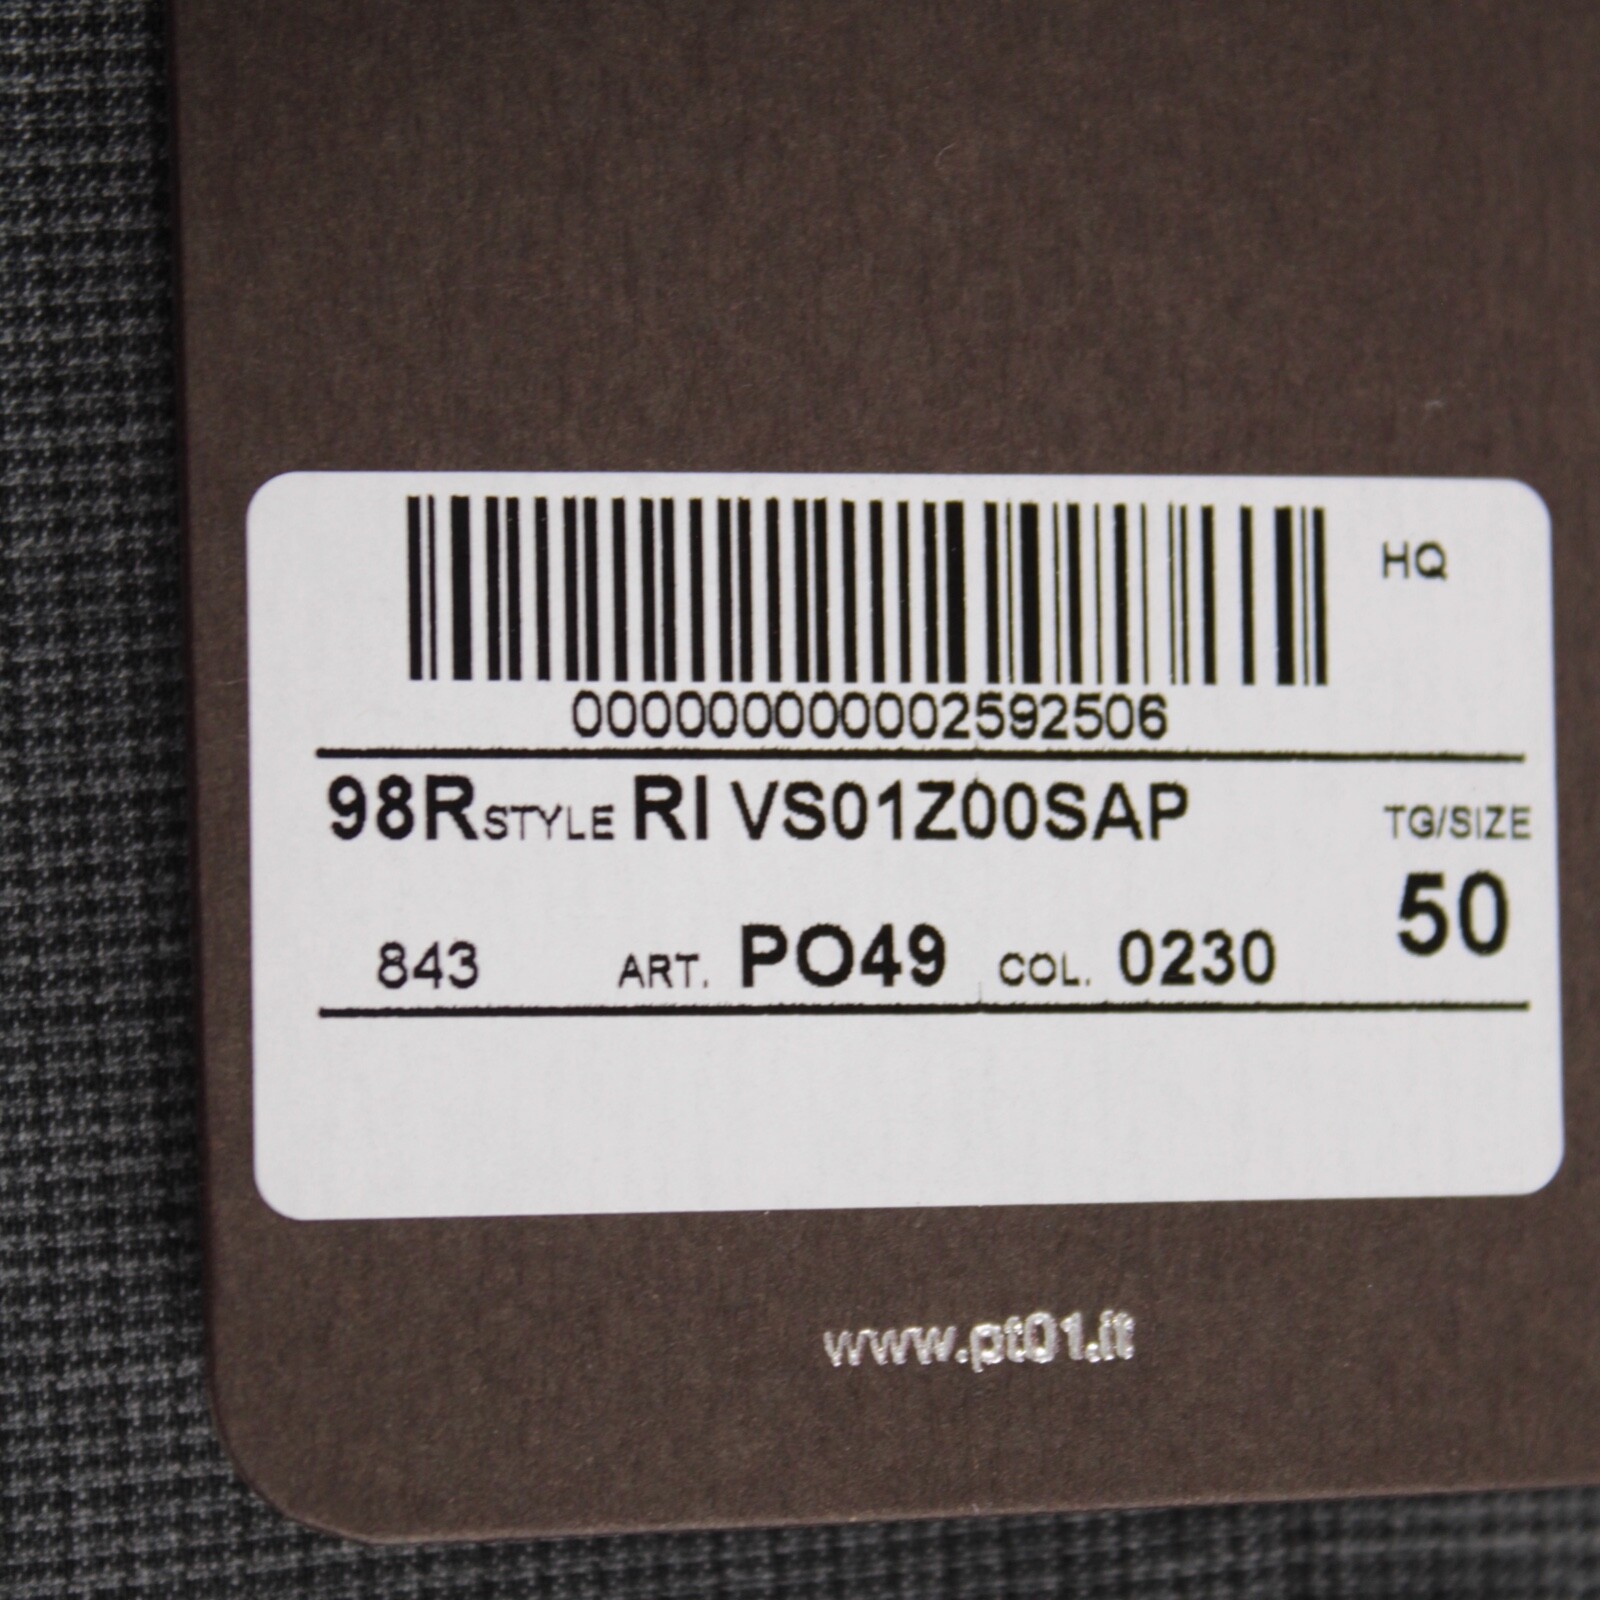 HQ
000000000002592506
98R STYLE RI VS01Z00SAP TG/SIZE
50
843 ART. PO49 COL. 0230
www.pt01.it